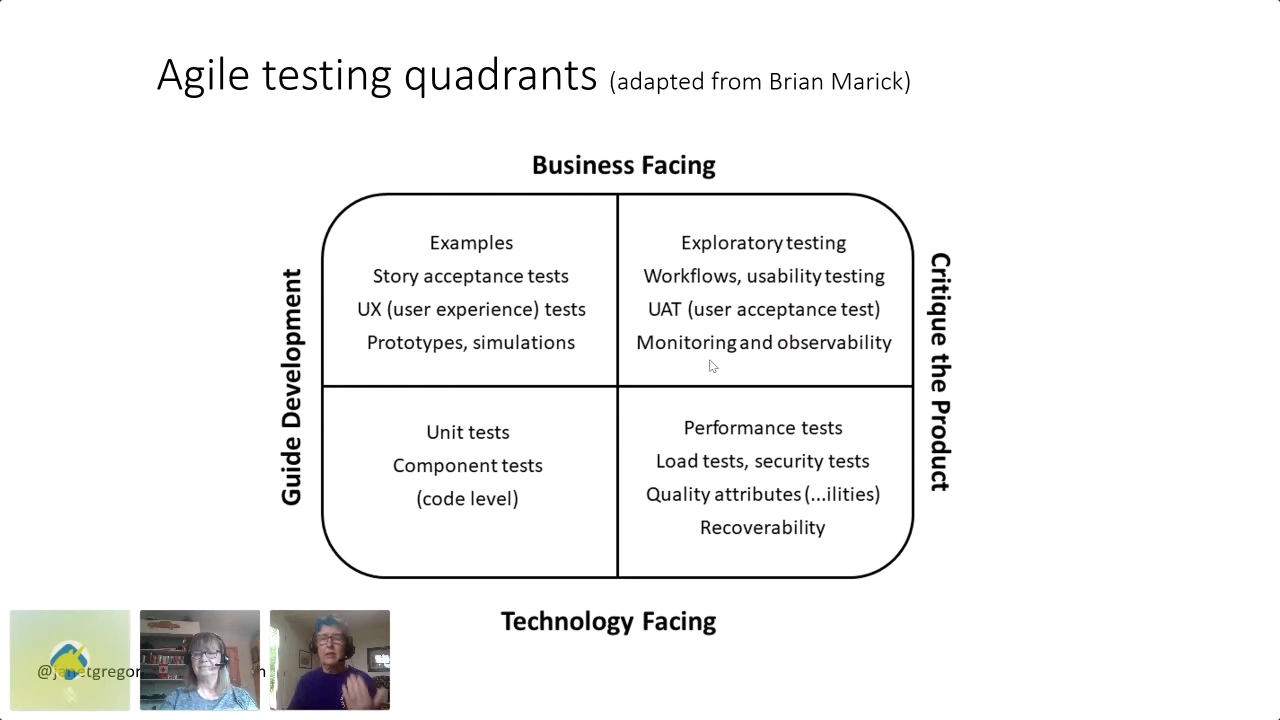 Agile testing quadrants (adapted from Brian Marick)
Business Facing
Guide Development
Examples
Story acceptance tests
UX (user experience) tests
Prototypes, simulations
Exploratory testing
Workflows, usability testing
UAT (user acceptance test)
Monitoring and observability
Critique the Product
Unit tests
Component tests
(code level)
Performance tests
Load tests, security tests
Quality attributes (...ilities)
Recoverability
Technology Facing